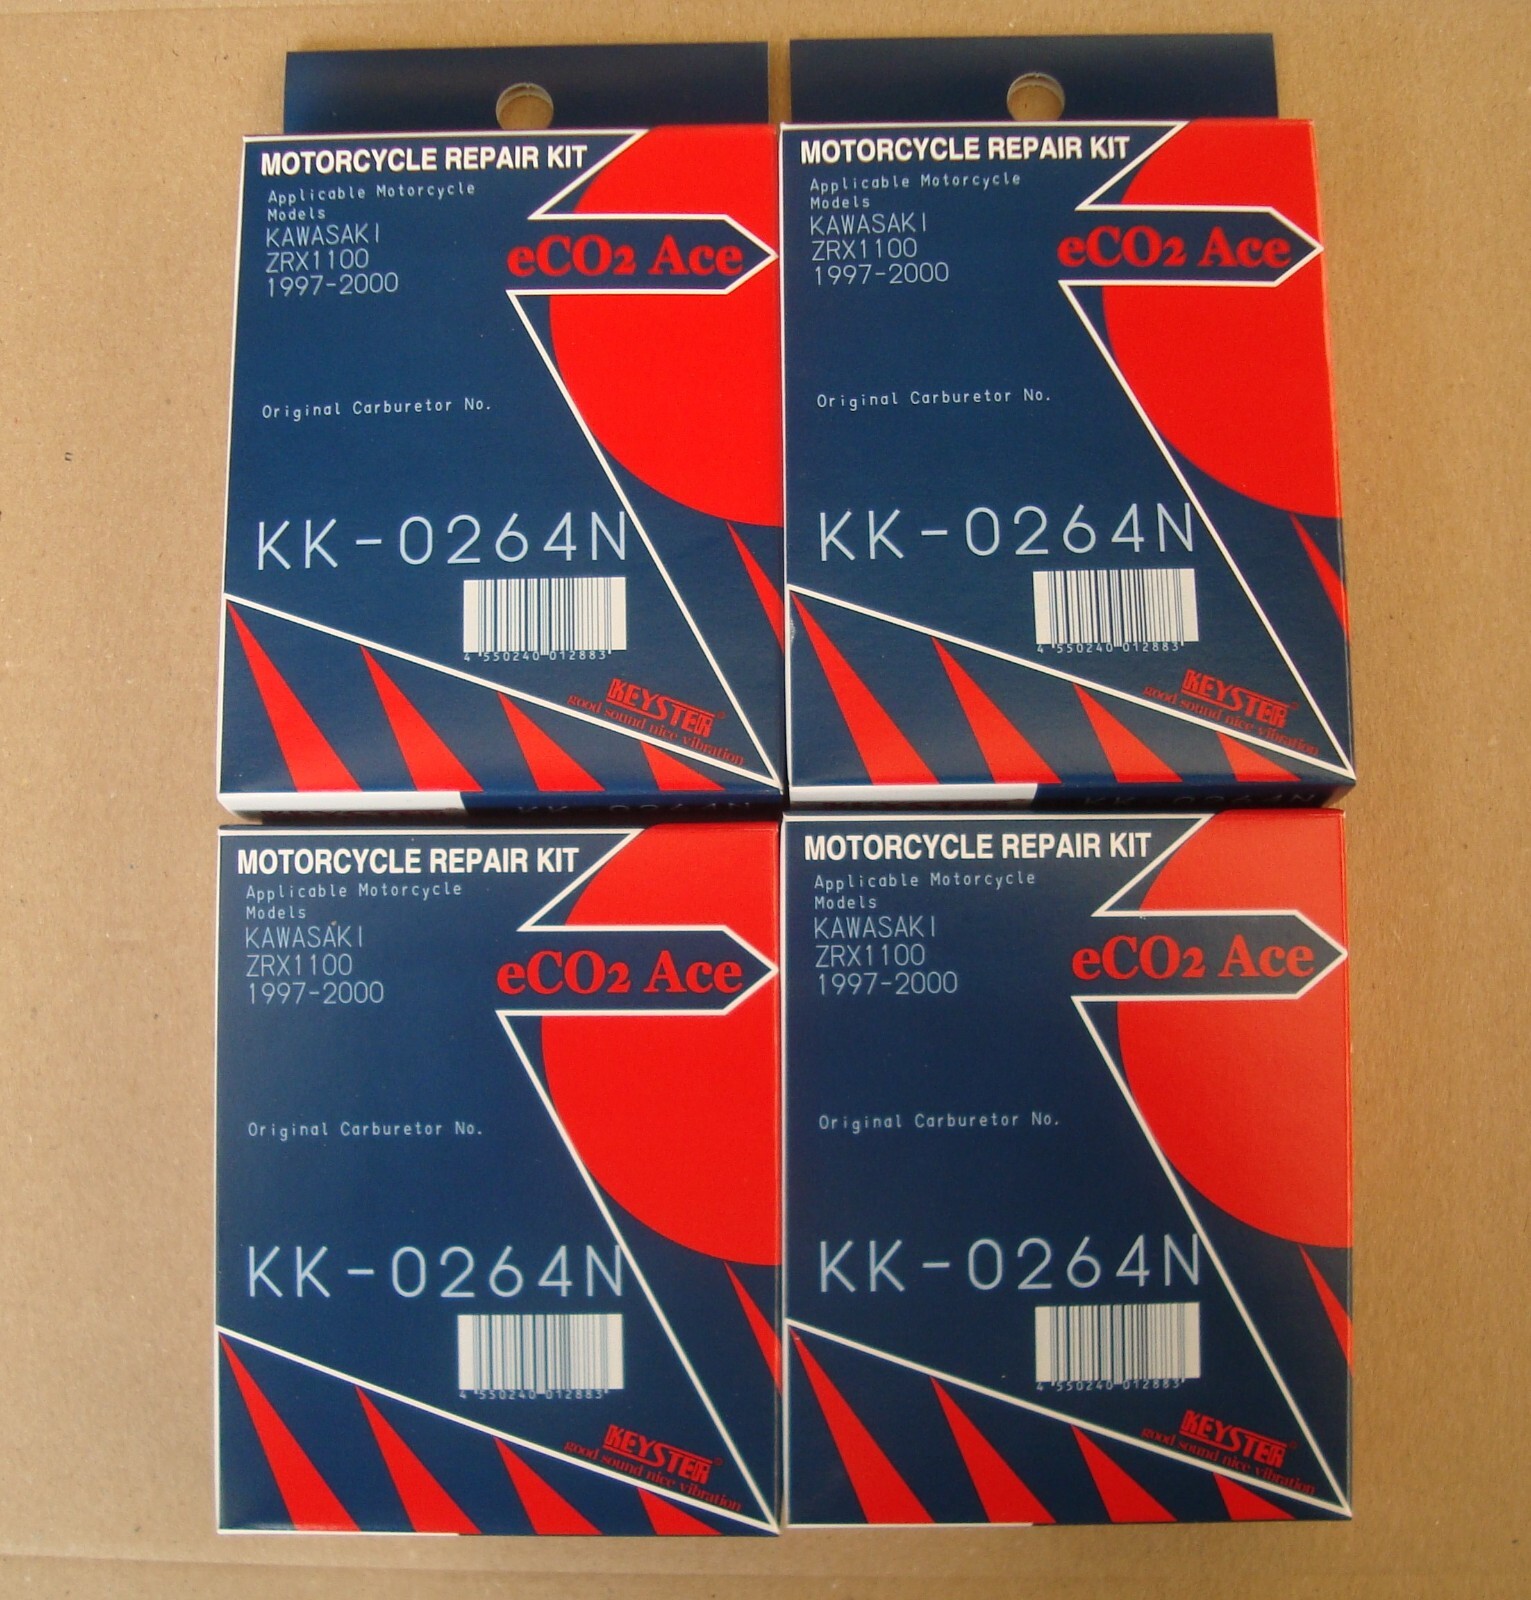 MOTORCYCLE REPAIR KIT
Applicable Motorcycle
Models
KAWASAKI
ZRX1100
1997-2000
eCO2 Ace
Original Carburetor No.
KK-0264N
4 550240 012883
KEYSTER
good sound nice vibration
KK-0264N
MOTORCYCLE REPAIR KIT
Applicable Motorcycle
Models
KAWASAKI
ZRX1100
1997-2000
eCO2 Ace
Original Carburetor No.
KK-0264N
4 550240 012883
KEYSTER
good sound nice vibration
KK-0264N
MOTORCYCLE REPAIR KIT
Applicable Motorcycle
Models
KAWASAKI
ZRX1100
1997-2000
eCO2 Ace
Original Carburetor No.
KK-0264N
4 550240 012883
KEYSTER
good sound nice vibration
MOTORCYCLE REPAIR KIT
Applicable Motorcycle
Models
KAWASAKI
ZRX1100
1997-2000
eCO2 Ace
Original Carburetor No.
KK-0264N
4 550240 012883
KEYSTER
good sound nice vibration